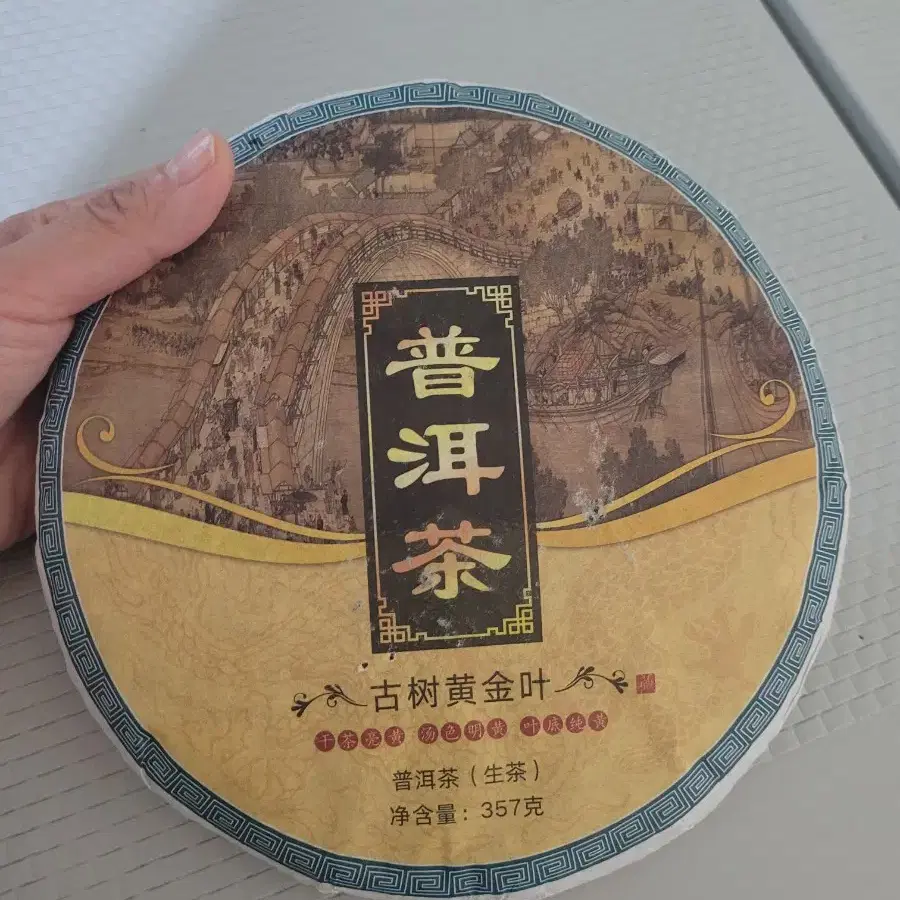 普洱茶
古树黄金叶
干茶亮黄 汤色明黄 叶底纯黄
普洱茶（生茶）
净含量：357克